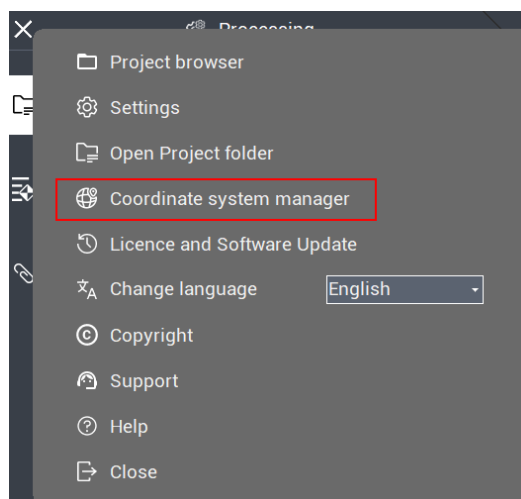 Processing
Project browser
Settings
Open Project folder
Coordinate system manager
Licence and Software Update
Change language English
Copyright
Support
Help
Close